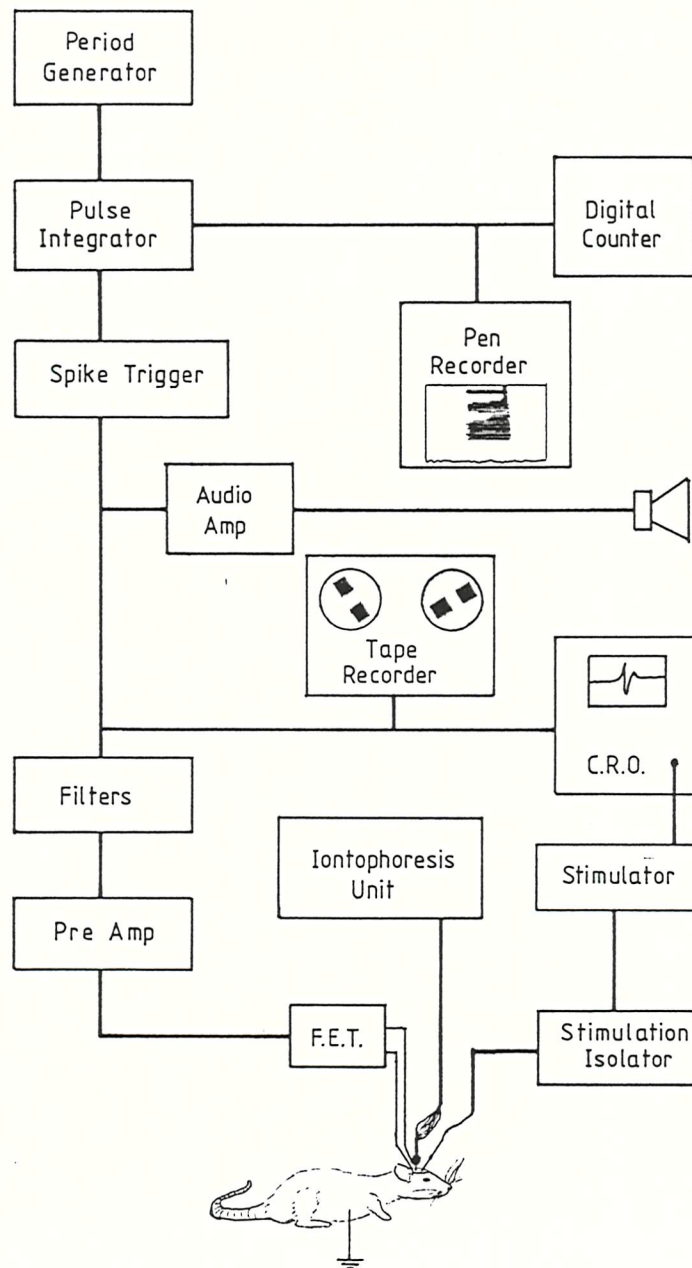 Period
Generator
Pulse
Integrator
Digital
Counter
Pen
Recorder
Spike Trigger
Audio
Amp
Tape
Recorder
C.R.O.
Filters
Iontophoresis
Unit
Stimulator
Pre Amp
F.E.T.
Stimulation
Isolator